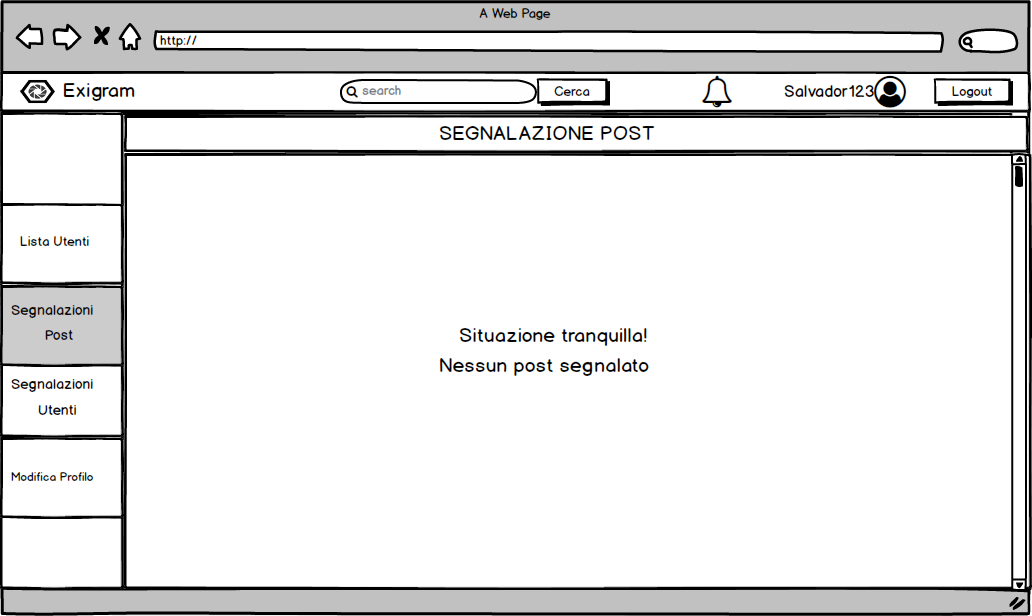 A Web Page
http://
Exigram
search
Cerca
Salvador123
Logout
SEGNALAZIONE POST
Lista Utenti
Segnalazioni
Post
Segnalazioni
Utenti
Modifica Profilo
Situazione tranquilla!
Nessun post segnalato